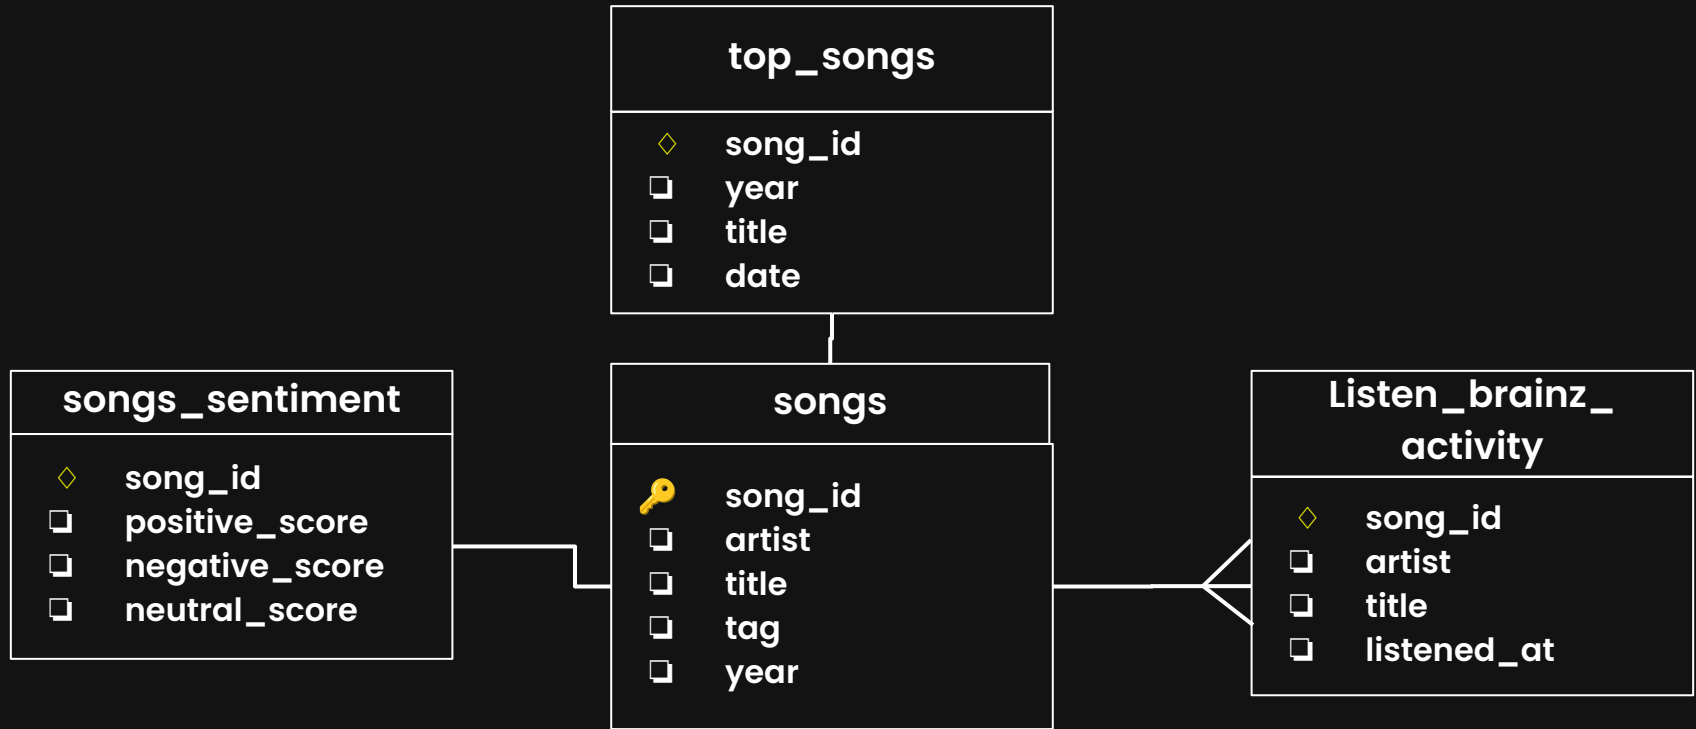 top_songs
song_id
year
title
date
songs_sentiment
song_id
positive_score
negative_score
neutral_score
songs
song_id
artist
title
tag
year
Listen_brainz_
activity
song_id
artist
title
listened_at